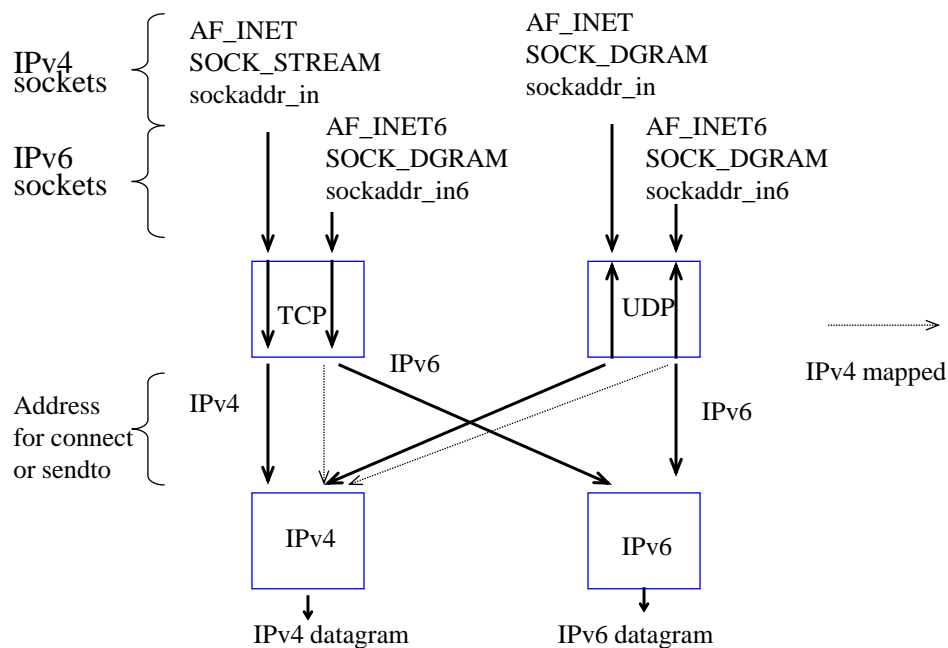 IPv4
sockets
AF_INET
SOCK_STREAM
sockaddr_in
AF_INET
SOCK_DGRAM
sockaddr_in
IPv6
sockets
AF_INET6
SOCK_DGRAM
sockaddr_in6
AF_INET6
SOCK_DGRAM
sockaddr_in6
TCP
UDP
IPv4 mapped
Address
for connect
or sendto
IPv4
IPv6
IPv6
IPv4
IPv6
IPv4 datagram
IPv6 datagram